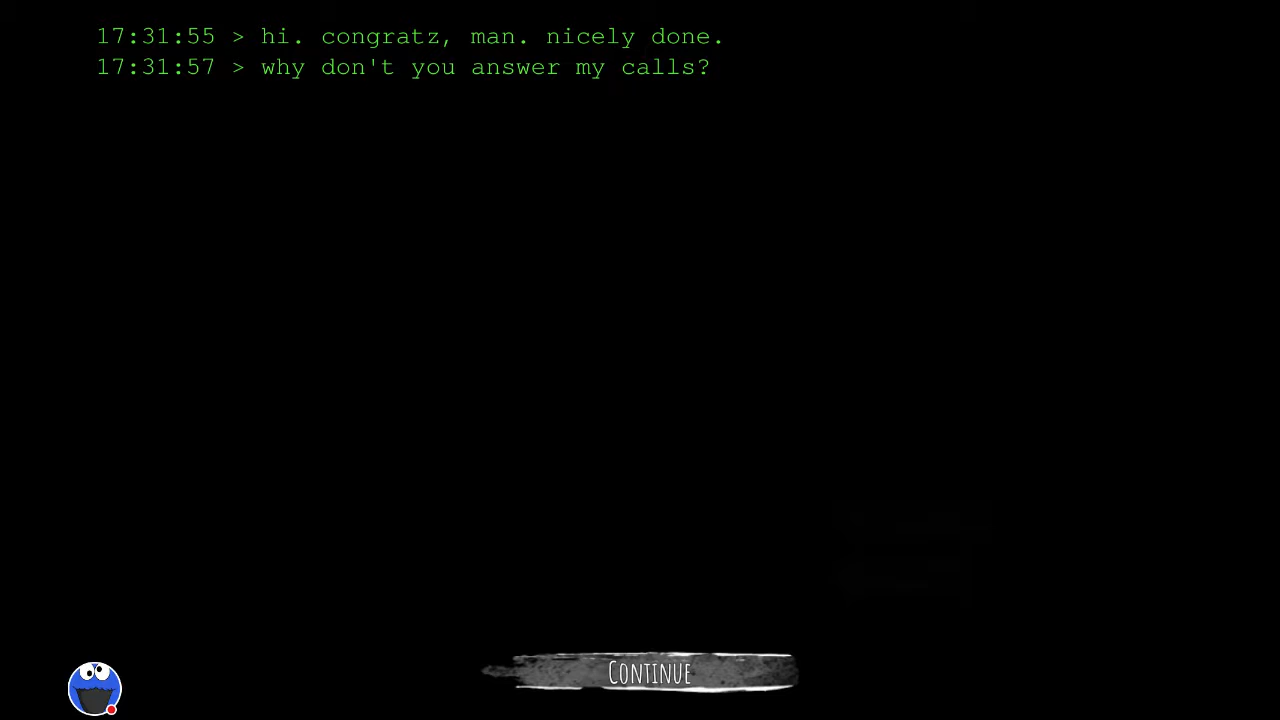 17:31:55 > hi. congratz, man. nicely done.
17:31:57 > why don't you answer my calls?
Continue